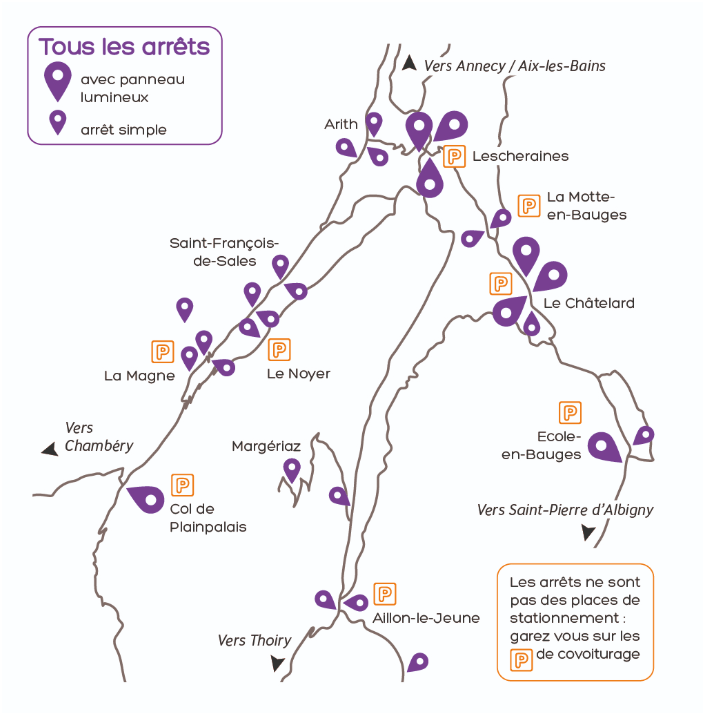 Tous les arrêts
avec panneau
lumineux
arrêt simple
Vers Annecy / Aix-les-Bains
Arith
P
Lescheraines
P
La Motte-
en-Bauges
Saint-François-
de-Sales
P
Le Châtelard
P
La Magne
P
Le Noyer
P
Ecole-
en-Bauges
Vers
Chambéry
Margériaz
P
Col de
Plainpalais
Vers Saint-Pierre d'Albigny
P
Aillon-le-Jeune
Vers Thoiry
Les arrêts ne sont
pas des places de
stationnement :
garez vous sur les
P de covoiturage